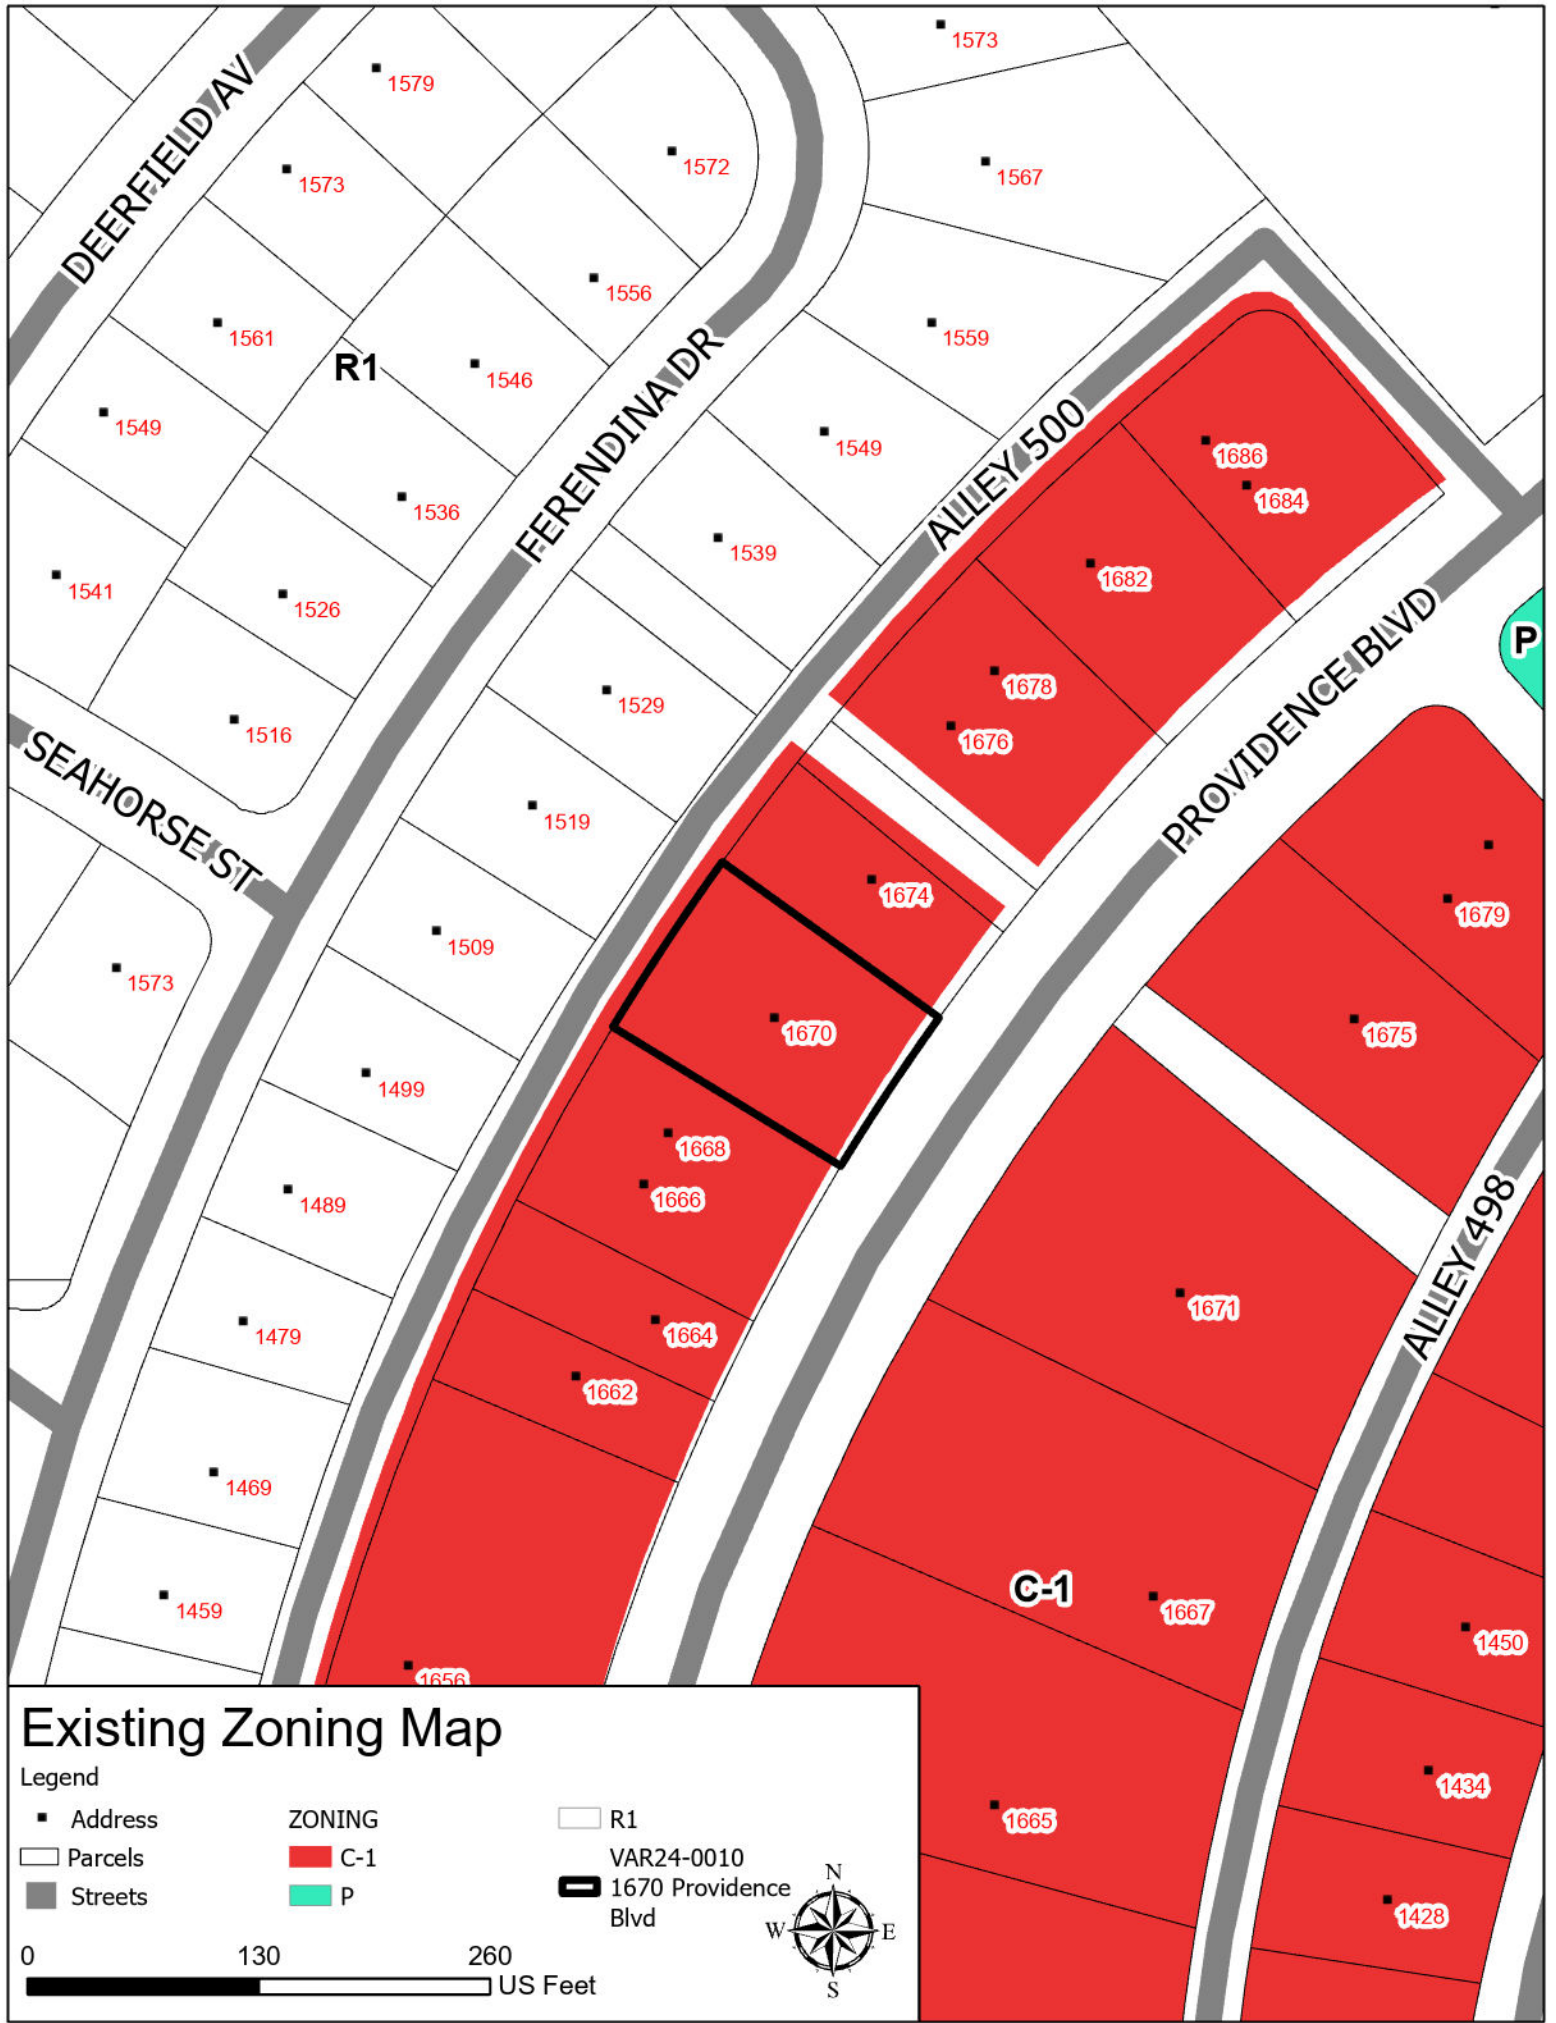 1573
1579
DEERFIELD AV
1572
1567
1573
1556
1561
1559
R1
1546
FERENDINA DR
1549
1549
ALLEY 500
1686
1684
1536
1539
1682
1541
1526
PROVIDENCE BLVD
P
1678
1529
1516
1676
SEAHORSE ST
1519
1674
1679
1509
1573
1670
1675
1499
1668
1666
1489
ALLEY 498
1671
1479
1664
1662
1469
C-1
1459
1667
1450
1656
1434
1665
1428
Existing Zoning Map
Legend
Address
Parcels
Streets
ZONING
C-1
P
R1
VAR24-0010
1670 Providence
Blvd
N
W E
S
0 130 260
US Feet